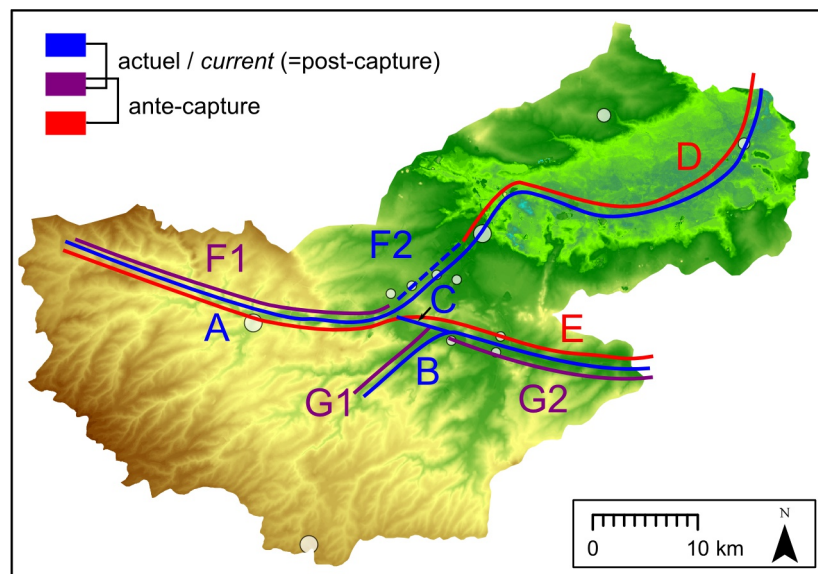 actuel / current (=post-capture)
ante-capture
D
F2
F1
C
A
E
B
G1
G2
N
0 10 km